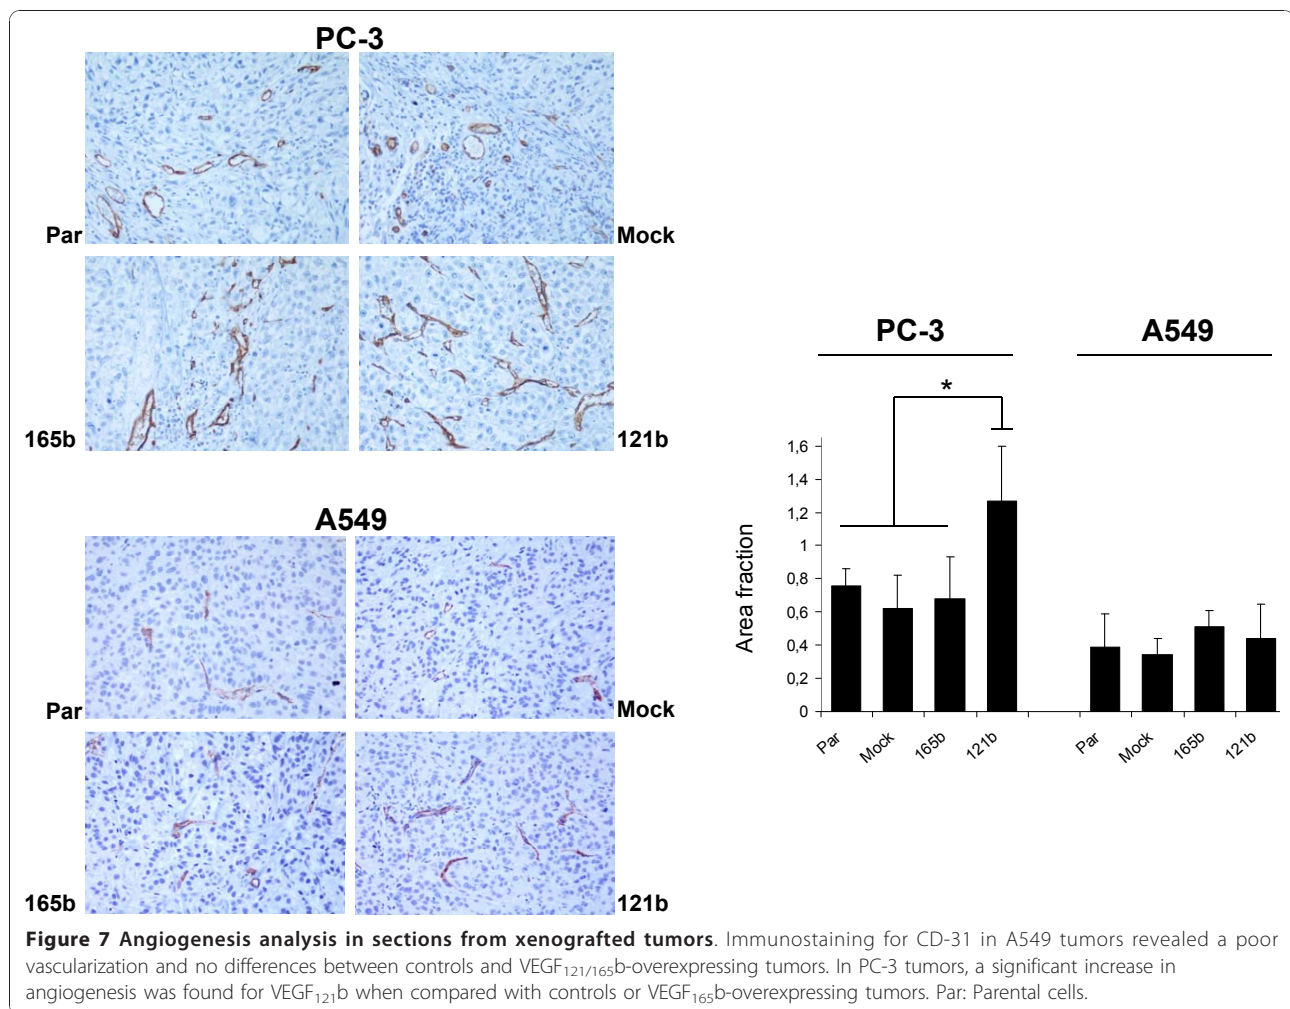 PC-3
Par
Mock
165b
121b
A549
Par
Mock
165b
121b
PC-3
A549
*
1,6
1,4
1,2
1
0,8
0,6
0,4
0,2
0
Area fraction
Par
Mock
165b
121b
Par
Mock
165b
121b
Figure 7 Angiogenesis analysis in sections from xenografted tumors. Immunostaining for CD-31 in A549 tumors revealed a poor
vascularization and no differences between controls and VEGF121/165b-overexpressing tumors. In PC-3 tumors, a significant increase in
angiogenesis was found for VEGF121b when compared with controls or VEGF165b-overexpressing tumors. Par: Parental cells.